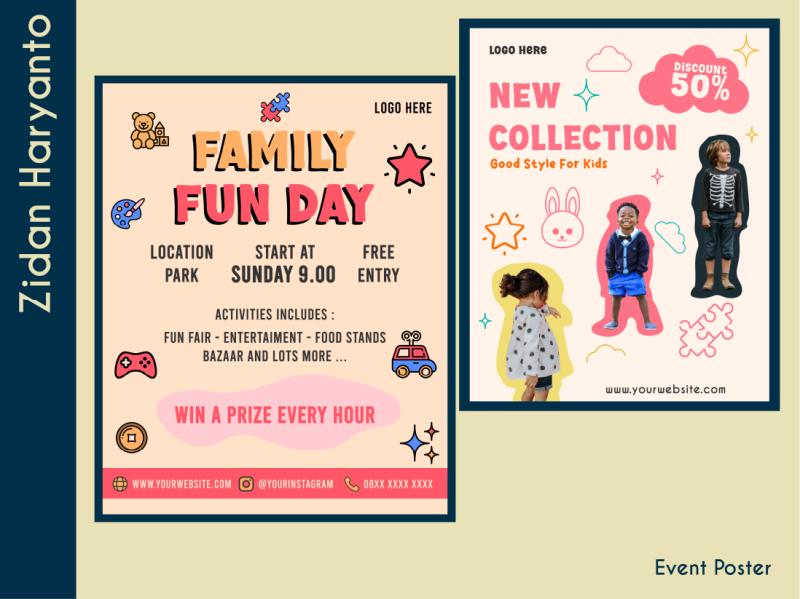 Zidan Haryanto
LOGO HERE
FAMILY
FUN DAY
LOCATION
PARK
START AT
SUNDAY 9.00
FREE
ENTRY
ACTIVITIES INCLUDES :
FUN FAIR - ENTERTAIMENT - FOOD STANDS
BAZAAR AND LOTS MORE ...
WIN A PRIZE EVERY HOUR
WWW.YOURWEBSITE.COM @YOURINSTAGRAM 08XX XXXX XXXX
LOGO HERE
DISCOUNT
50%
NEW
COLLECTION
Good Style For Kids
www.yourwebsite.com
Event Poster